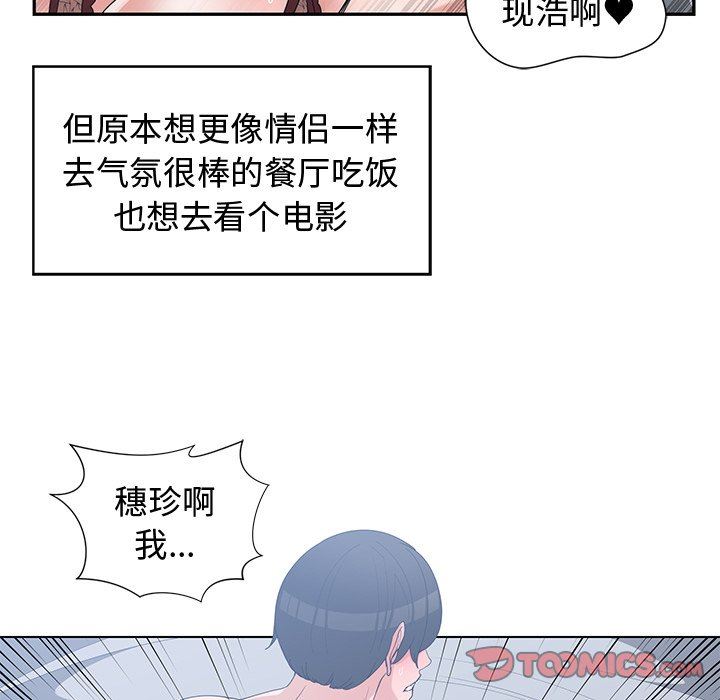 现浩啊♥
但原本想更像情侣一样
去气氛很棒的餐厅吃饭
也想去看个电影
穗珍啊
我...
TOOMICS.COM